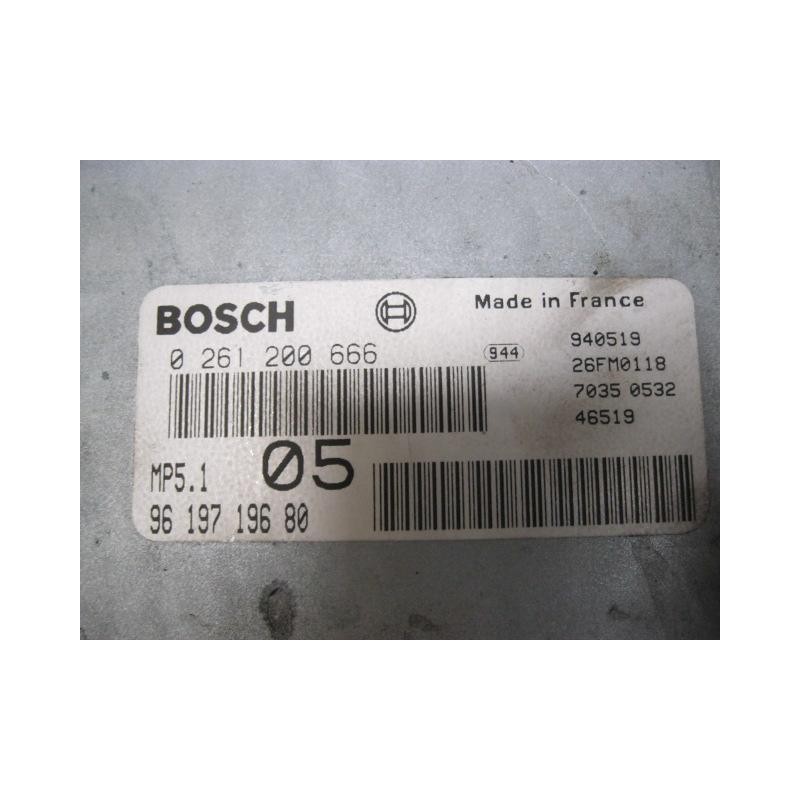 BOSCH
Made in France
0 261 200 666
944
940519
26FM0118
7035 0532
46519
MP5.1
05
96 197 196 80